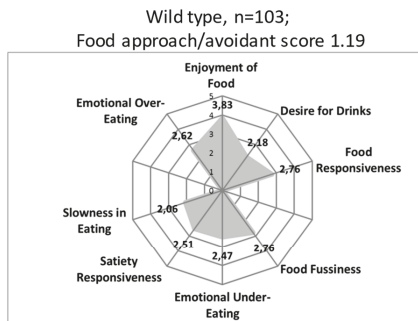 Wild type, n=103;
Food approach/avoidant score 1.19
Enjoyment of
Food
5
3,83
4
3
2
1
0
Desire for Drinks
2,18
Food
Responsiveness
2,76
Food Fussiness
2,76
Emotional Under-
Eating
2,47
Satiety
Responsiveness
2,51
Slowness in
Eating
2,06
Emotional Over-
Eating
2,62